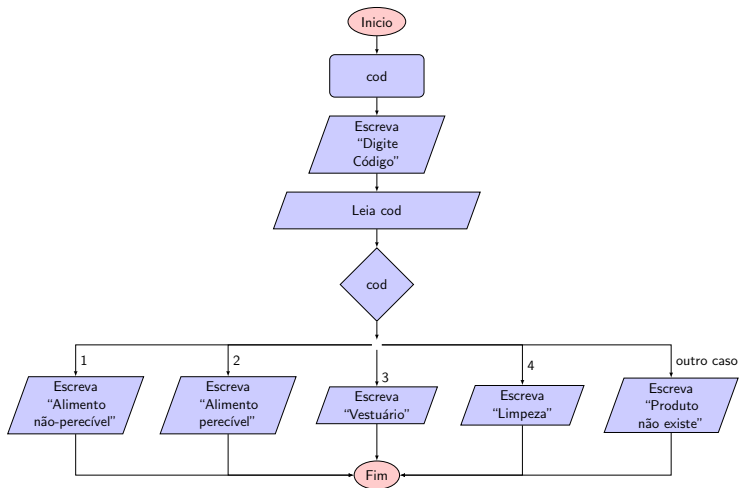 Inicio
cod
Escreva
“Digite
Código”
Leia cod
cod
1
2
3
4
outro caso
Escreva
“Alimento
não-perecível”
Escreva
“Alimento
perecível”
Escreva
“Vestuário”
Escreva
“Limpeza”
Escreva
“Produto
não existe”
Fim